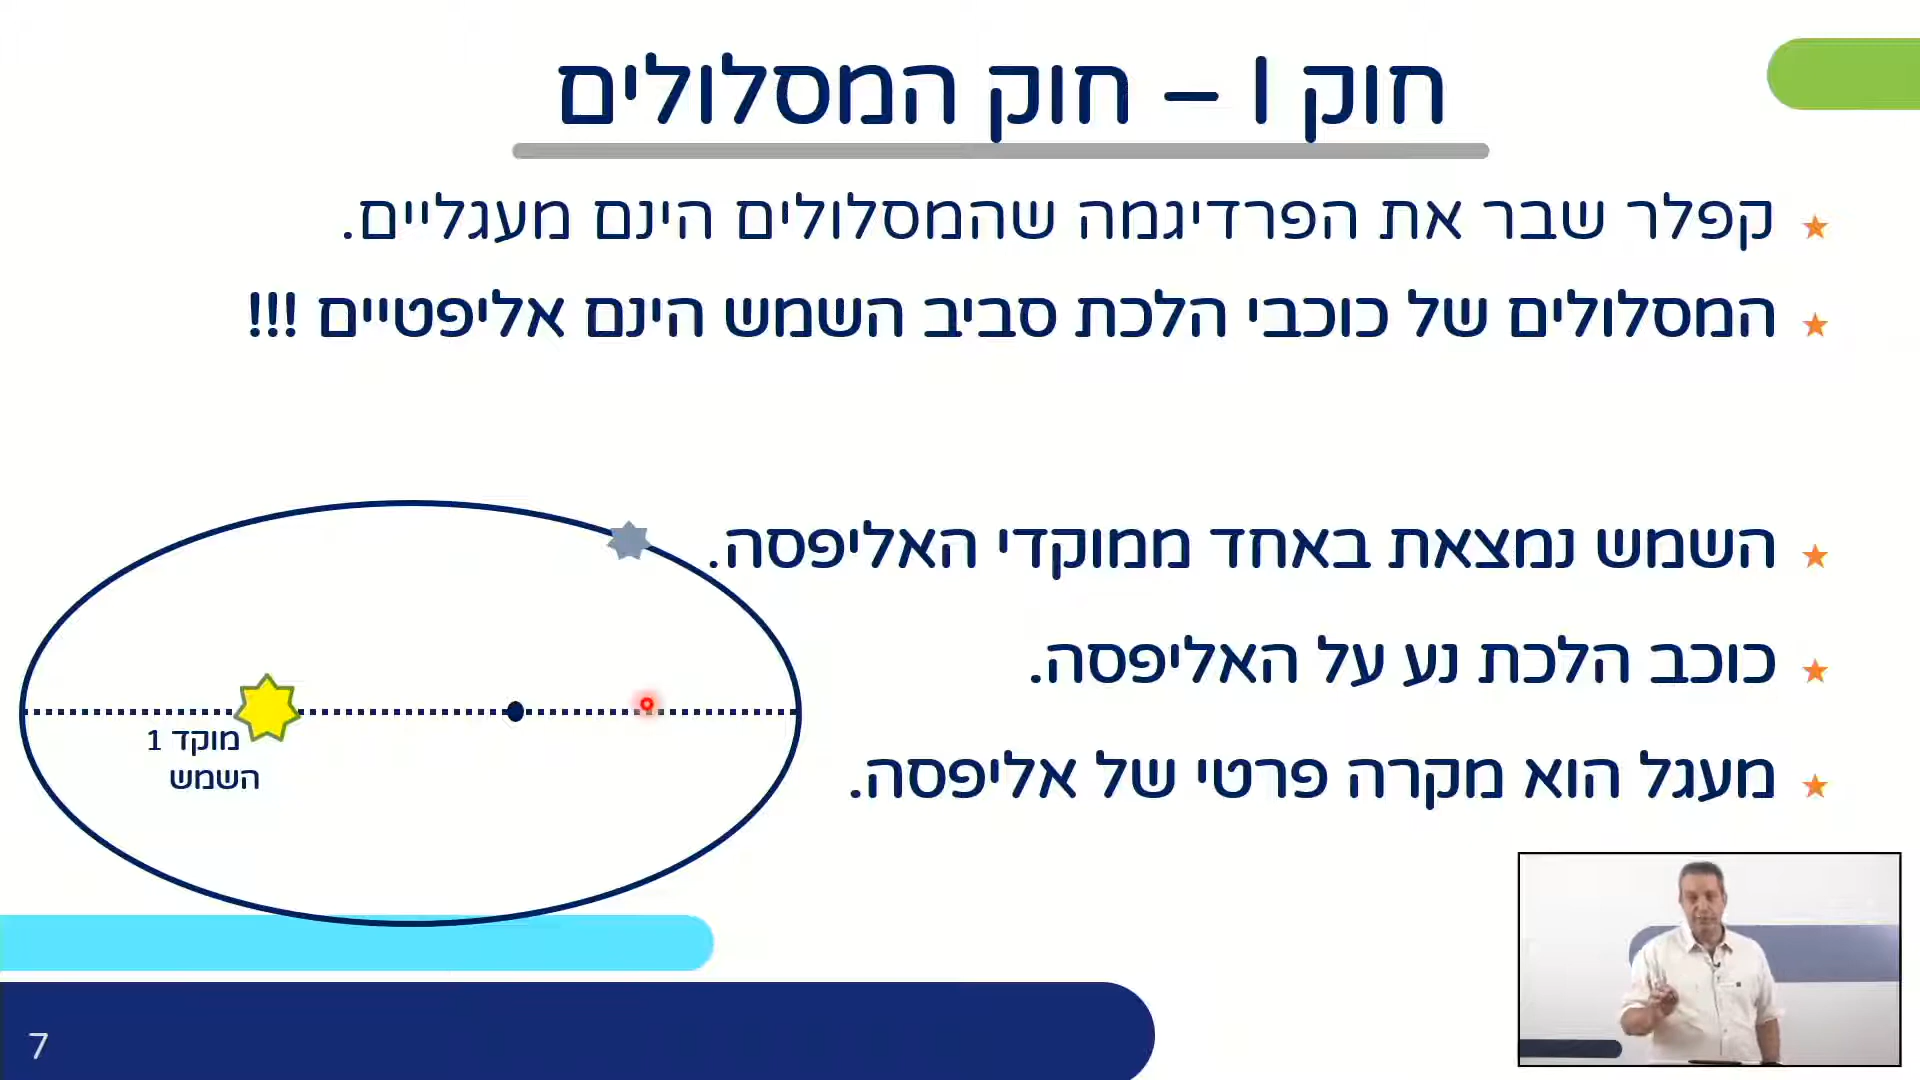 חוק I – חוק המסלולים
קפלר שבר את הפרדיגמה שהמסלולים הינם מעגליים.
המסלולים של כוכבי הלכת סביב השמש הינם אליפטיים !!!
השמש נמצאת באחד ממוקדי האליפסה.
כוכב הלכת נע על האליפסה.
מעגל הוא מקרה פרטי של אליפסה.
מוקד 1
השמש
7